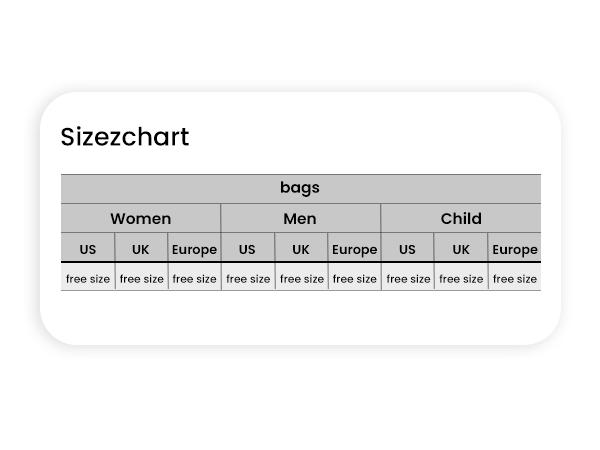 Sizezchart
bags
Women Men Child
US UK Europe US UK Europe US UK Europe
free size free size free size free size free size free size free size free size free size